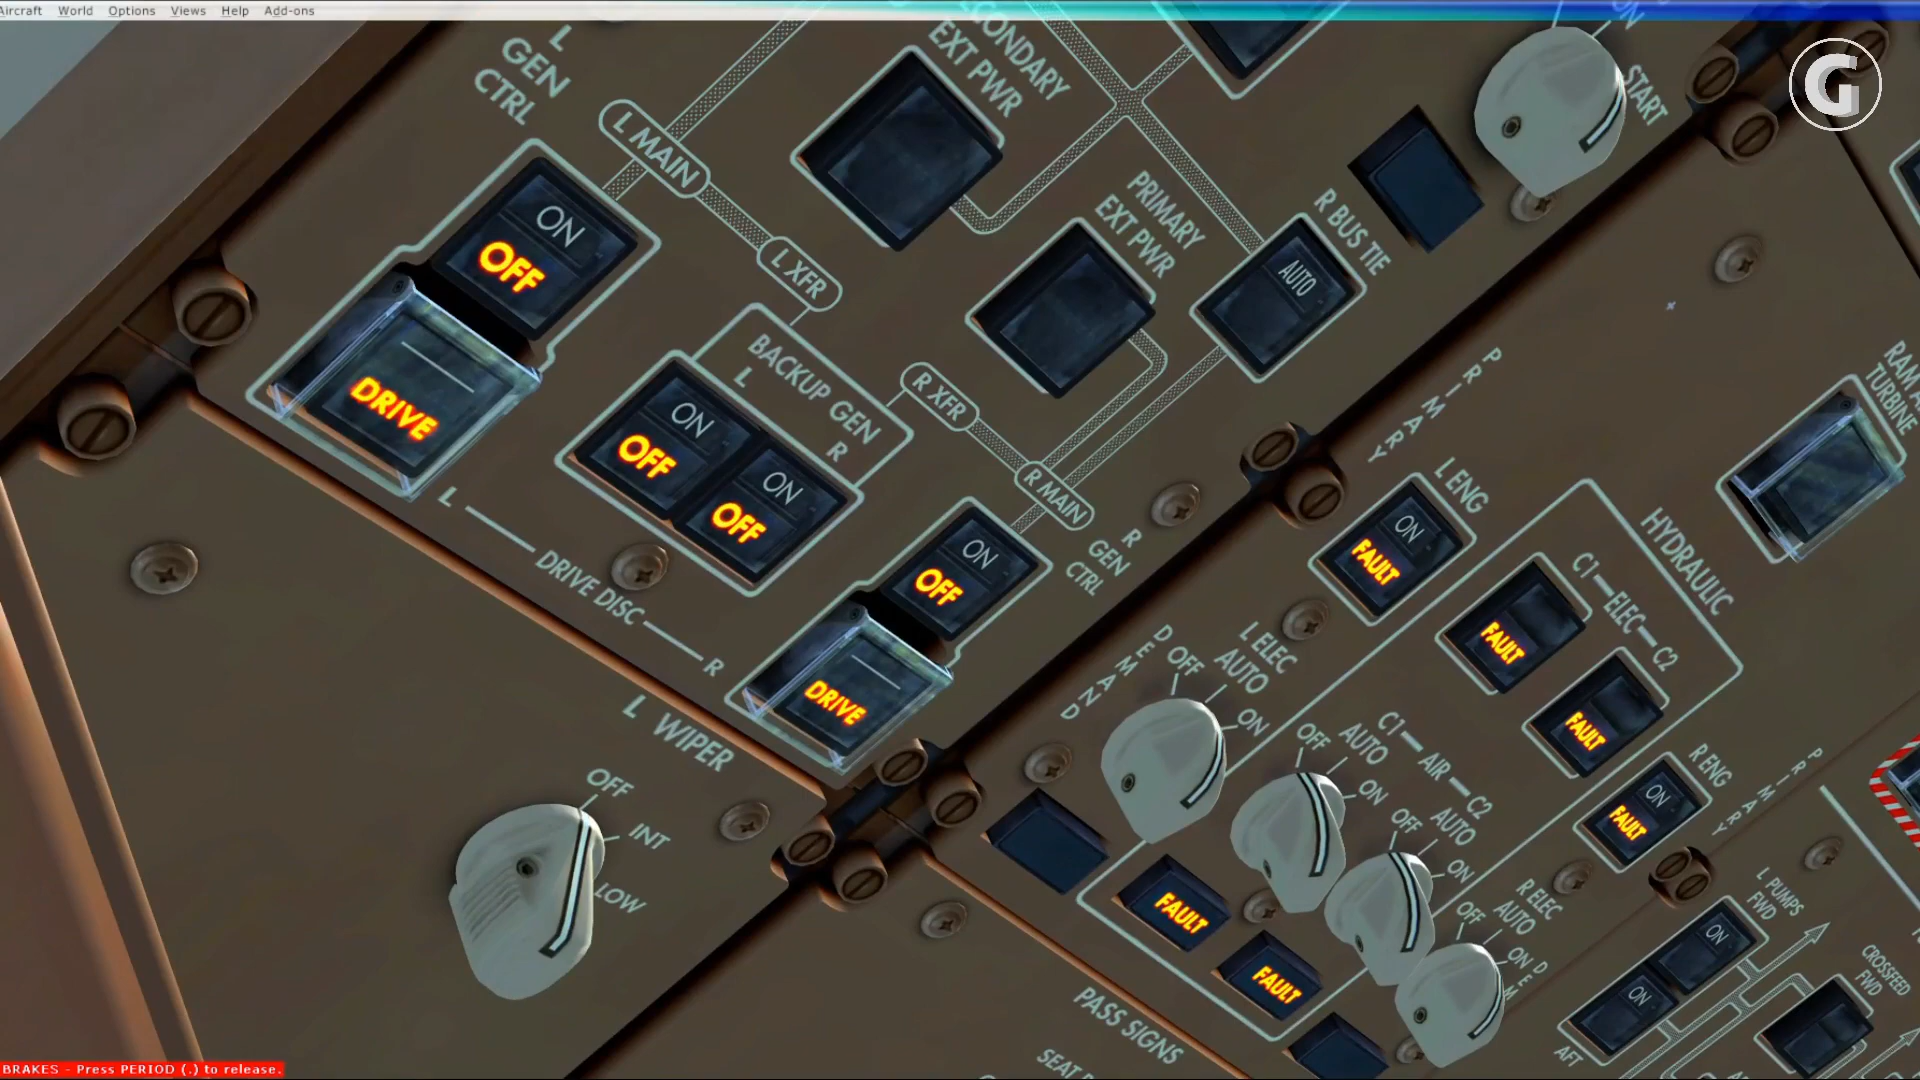 Aircraft World Options Views Help Add-ons
G
L
GEN
CTRL
L MAIN
EXT PWR
ON
START
ON
OFF
DRIVE
L XFR
PRIMARY
EXT PWR
R BUS TIE
AUTO
BACKUP GEN
L
R
ON
OFF
ON
OFF
R XFR
R MAIN
R
GEN
CTRL
ON
OFF
DRIVE
L DRIVE DISC R
L WIPER
OFF
INT
LOW
PRIMARY
L ENG
ON
FAULT
HYDRAULIC
C1 ELEC C2
FAULT
FAULT
R ENG
ON
FAULT
TURBINE
DEMAND
L ELEC
OFF
AUTO
ON
C1 AIR C2
OFF
AUTO
ON
OFF
AUTO
ON
R ELEC
OFF
AUTO
ON
FAULT
FAULT
PASS SIGNS
L PUMPS
FWD
ON
ON
AFT
CROSSFEED
FWD
BRAKES - Press PERIOD (.) to release.